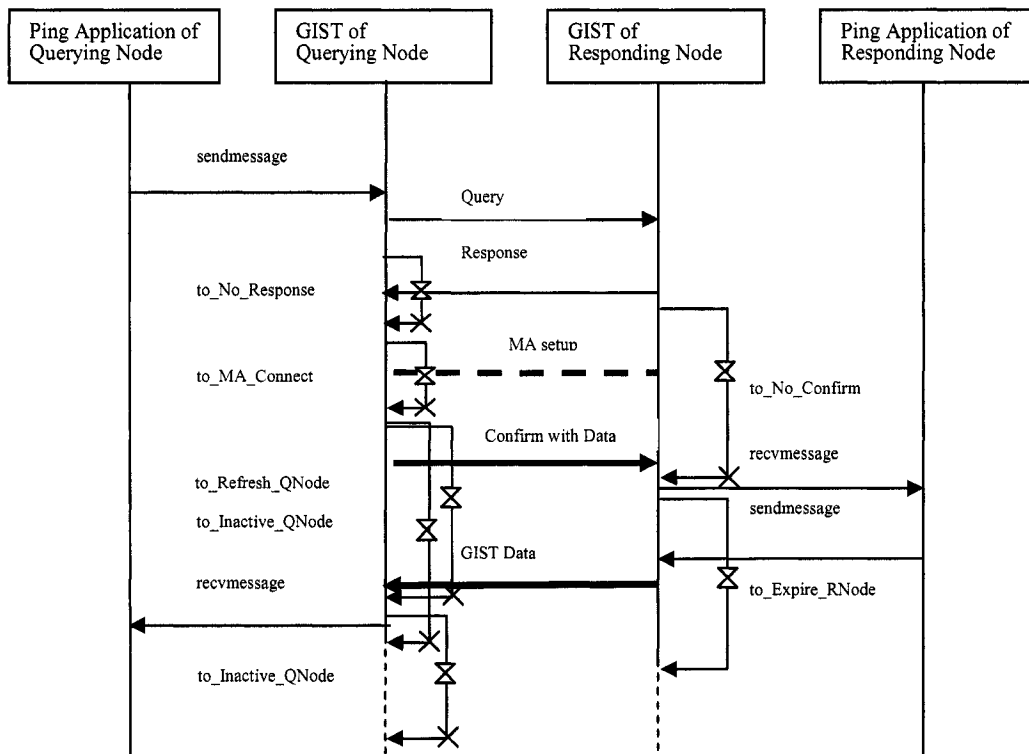 Ping Application of
Querying Node
GIST of
Querying Node
GIST of
Responding Node
Ping Application of
Responding Node
sendmessage
Query
Response
to_No_Response
MA setup
to_MA_Connect
to_No_Confirm
Confirm with Data
recvmessage
to_Refresh_QNode
sendmessage
to_Inactive_QNode
GIST Data
recvmessage
to_Expire_RNode
to_Inactive_QNode